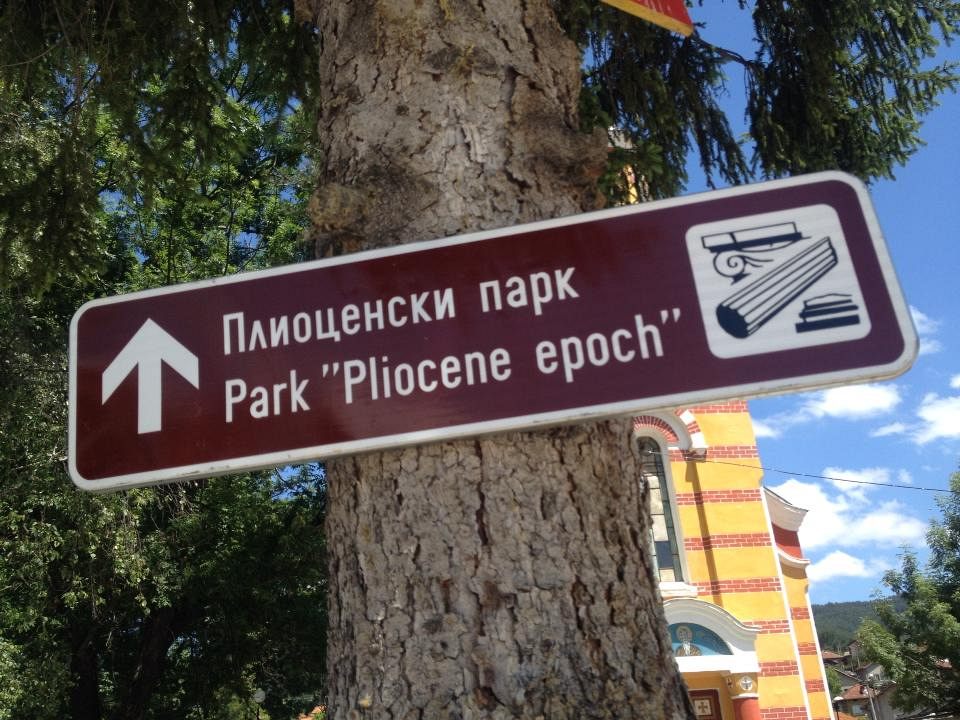 Плиоценски парк
Park "Pliocene epoch"